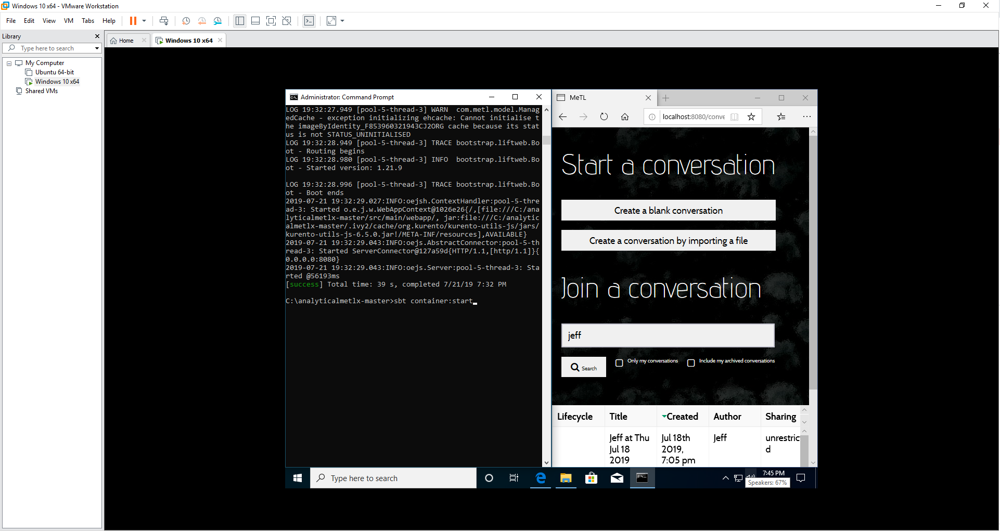 Windows 10 x64 - VMware Workstation
File Edit View VM Tabs Help
Library
Type here to search
My Computer
Ubuntu 64-bit
Windows 10 x64
Shared VMs
Home
Windows 10 x64
Administrator: Command Prompt
LOG 19:32:27.949 [pool-5-thread-3] WARN  com.metl.model.Manag
edCache - exception initializing ehcache: Cannot initialise t
he imageByIdentity_F853960321943CJ2ORG cache because its stat
us is not STATUS_UNINITIALISED
LOG 19:32:28.949 [pool-5-thread-3] TRACE bootstrap.liftweb.Bo
ot - Routing begins
LOG 19:32:28.980 [pool-5-thread-3] INFO  bootstrap.liftweb.Bo
ot - Started version: 1.21.9
LOG 19:32:28.996 [pool-5-thread-3] TRACE bootstrap.liftweb.Bo
ot - Boot ends
2019-07-21 19:32:29.027:INFO:oejsh.ContextHandler:pool-5-thre
ad-3: Started o.e.j.w.WebAppContext@1026e26{/,[file:///C:/ana
lyticalmetlx-master/src/main/webapp/, jar:file:///C:/analytic
almetlx-master/.ivy2/cache/org.kurento/kurento-utils-js/jars/
kurento-utils-js-6.5.0.jar!/META-INF/resources],AVAILABLE}
2019-07-21 19:32:29.043:INFO:oejs.AbstractConnector:pool-5-th
read-3: Started ServerConnector@127a59d{HTTP/1.1,[http/1.1]}{
0.0.0.0:8080}
2019-07-21 19:32:29.043:INFO:oejs.Server:pool-5-thread-3: Sta
rted @56193ms
[success] Total time: 39 s, completed 7/21/19 7:32 PM
C:\analyticalmetlx-master>sbt container:start
MeTL
localhost:8080/conve
Start a conversation
Create a blank conversation
Create a conversation by importing a file
Join a conversation
jeff
Search
Only my conversations
Include my archived conversations
Lifecycle Title Created Author Sharing
Jeff at Thu Jul 18th Jeff unrestric
Jul 18 2019, d
2019 7:05 pm
Type here to search
7:45 PM
Speakers: 67%